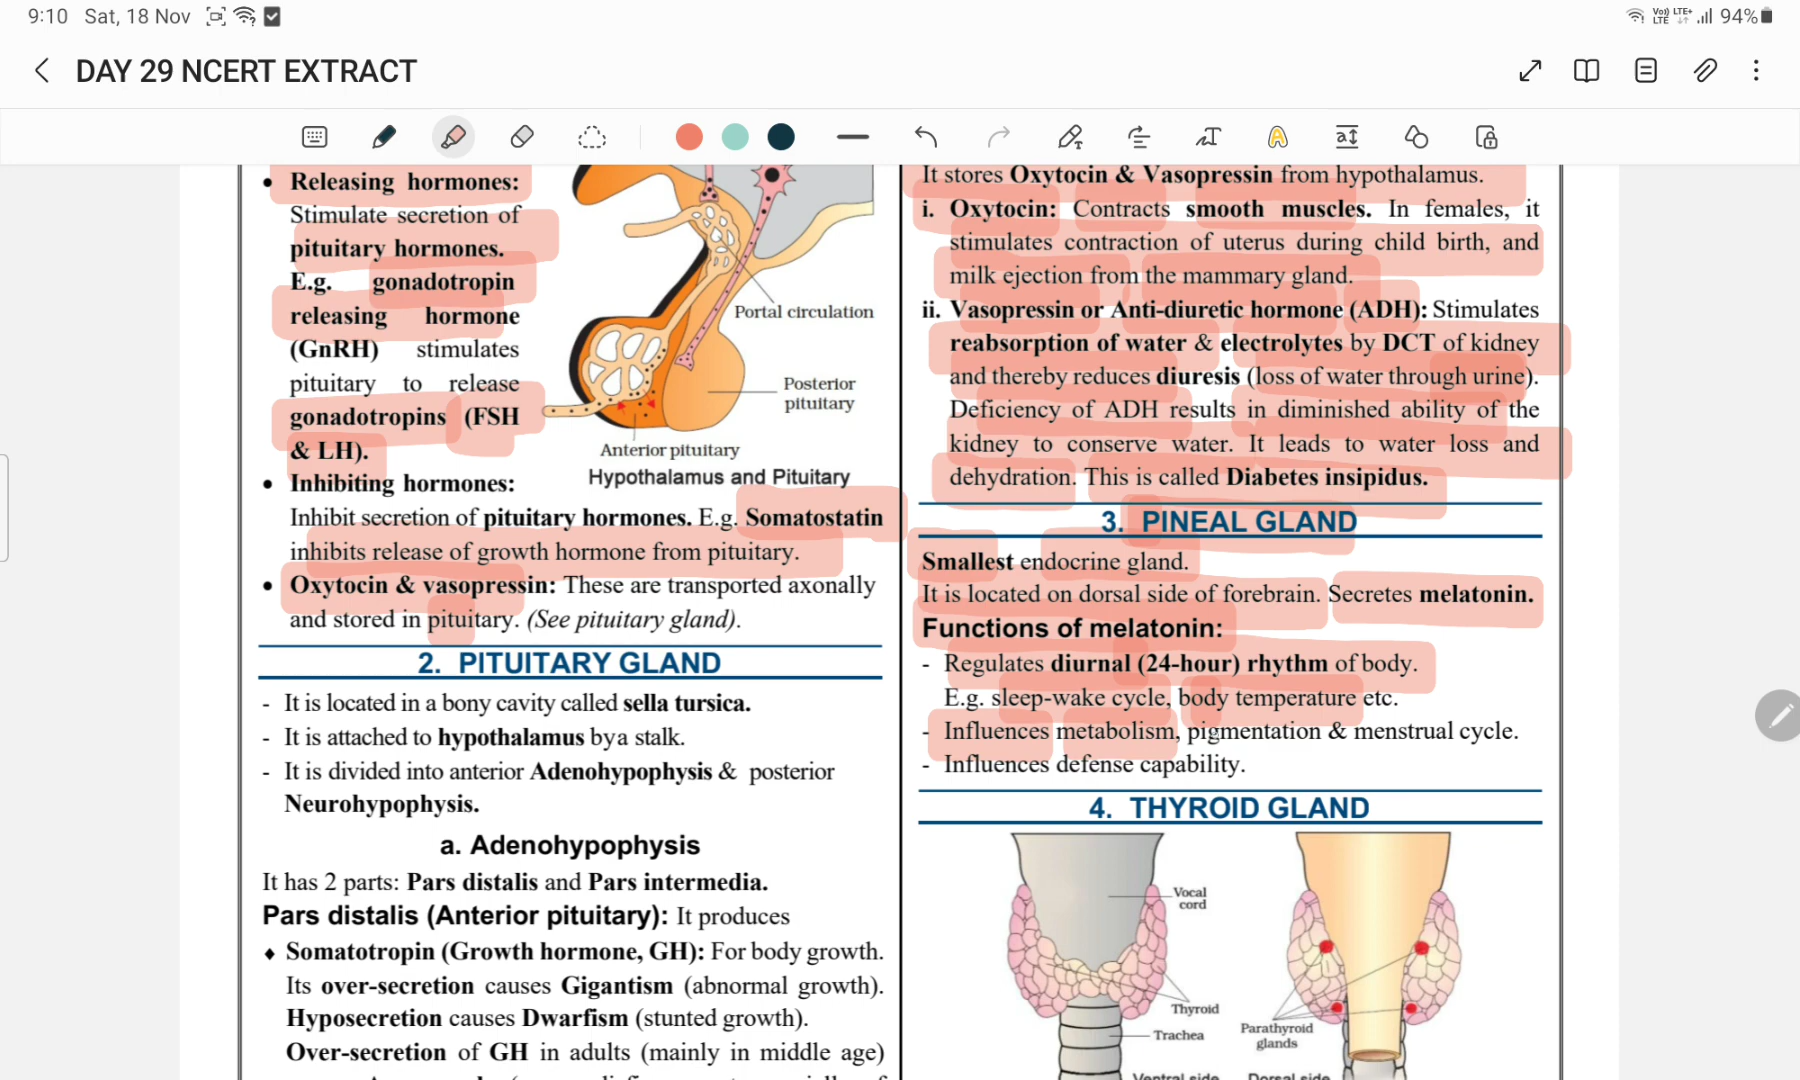 9:10 Sat, 18 Nov
Vo)) LTE+
LTE
94%
DAY 29 NCERT EXTRACT
• Releasing hormones:
Stimulate secretion of
pituitary hormones.
E.g. gonadotropin
releasing hormone
(GnRH) stimulates
pituitary to release
gonadotropins (FSH
& LH).
Portal circulation
Posterior
pituitary
Anterior pituitary
Hypothalamus and Pituitary
• Inhibiting hormones:
Inhibit secretion of pituitary hormones. E.g. Somatostatin
inhibits release of growth hormone from pituitary.
• Oxytocin & vasopressin: These are transported axonally
and stored in pituitary. (See pituitary gland).
2. PITUITARY GLAND
- It is located in a bony cavity called sella tursica.
- It is attached to hypothalamus bya stalk.
- It is divided into anterior Adenohypophysis & posterior
Neurohypophysis.
a. Adenohypophysis
It has 2 parts: Pars distalis and Pars intermedia.
Pars distalis (Anterior pituitary): It produces
♦ Somatotropin (Growth hormone, GH): For body growth.
Its over-secretion causes Gigantism (abnormal growth).
Hyposecretion causes Dwarfism (stunted growth).
Over-secretion of GH in adults (mainly in middle age)
It stores Oxytocin & Vasopressin from hypothalamus.
i. Oxytocin: Contracts smooth muscles. In females, it
stimulates contraction of uterus during child birth, and
milk ejection from the mammary gland.
ii. Vasopressin or Anti-diuretic hormone (ADH): Stimulates
reabsorption of water & electrolytes by DCT of kidney
and thereby reduces diuresis (loss of water through urine).
Deficiency of ADH results in diminished ability of the
kidney to conserve water. It leads to water loss and
dehydration. This is called Diabetes insipidus.
3. PINEAL GLAND
Smallest endocrine gland.
It is located on dorsal side of forebrain. Secretes melatonin.
Functions of melatonin:
- Regulates diurnal (24-hour) rhythm of body.
E.g. sleep-wake cycle, body temperature etc.
- Influences metabolism, pigmentation & menstrual cycle.
- Influences defense capability.
4. THYROID GLAND
Vocal
cord
Thyroid
Trachea
Parathyroid
glands
Ventral side Dorsal side